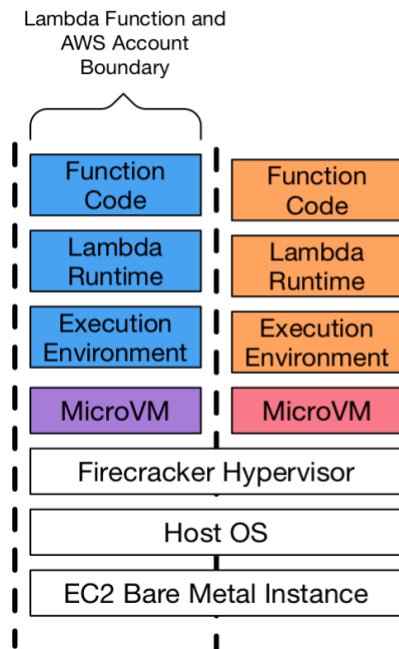 Lambda Function and
AWS Account
Boundary
Function
Code
Lambda
Runtime
Execution
Environment
MicroVM
Function
Code
Lambda
Runtime
Execution
Environment
MicroVM
Firecracker Hypervisor
Host OS
EC2 Bare Metal Instance